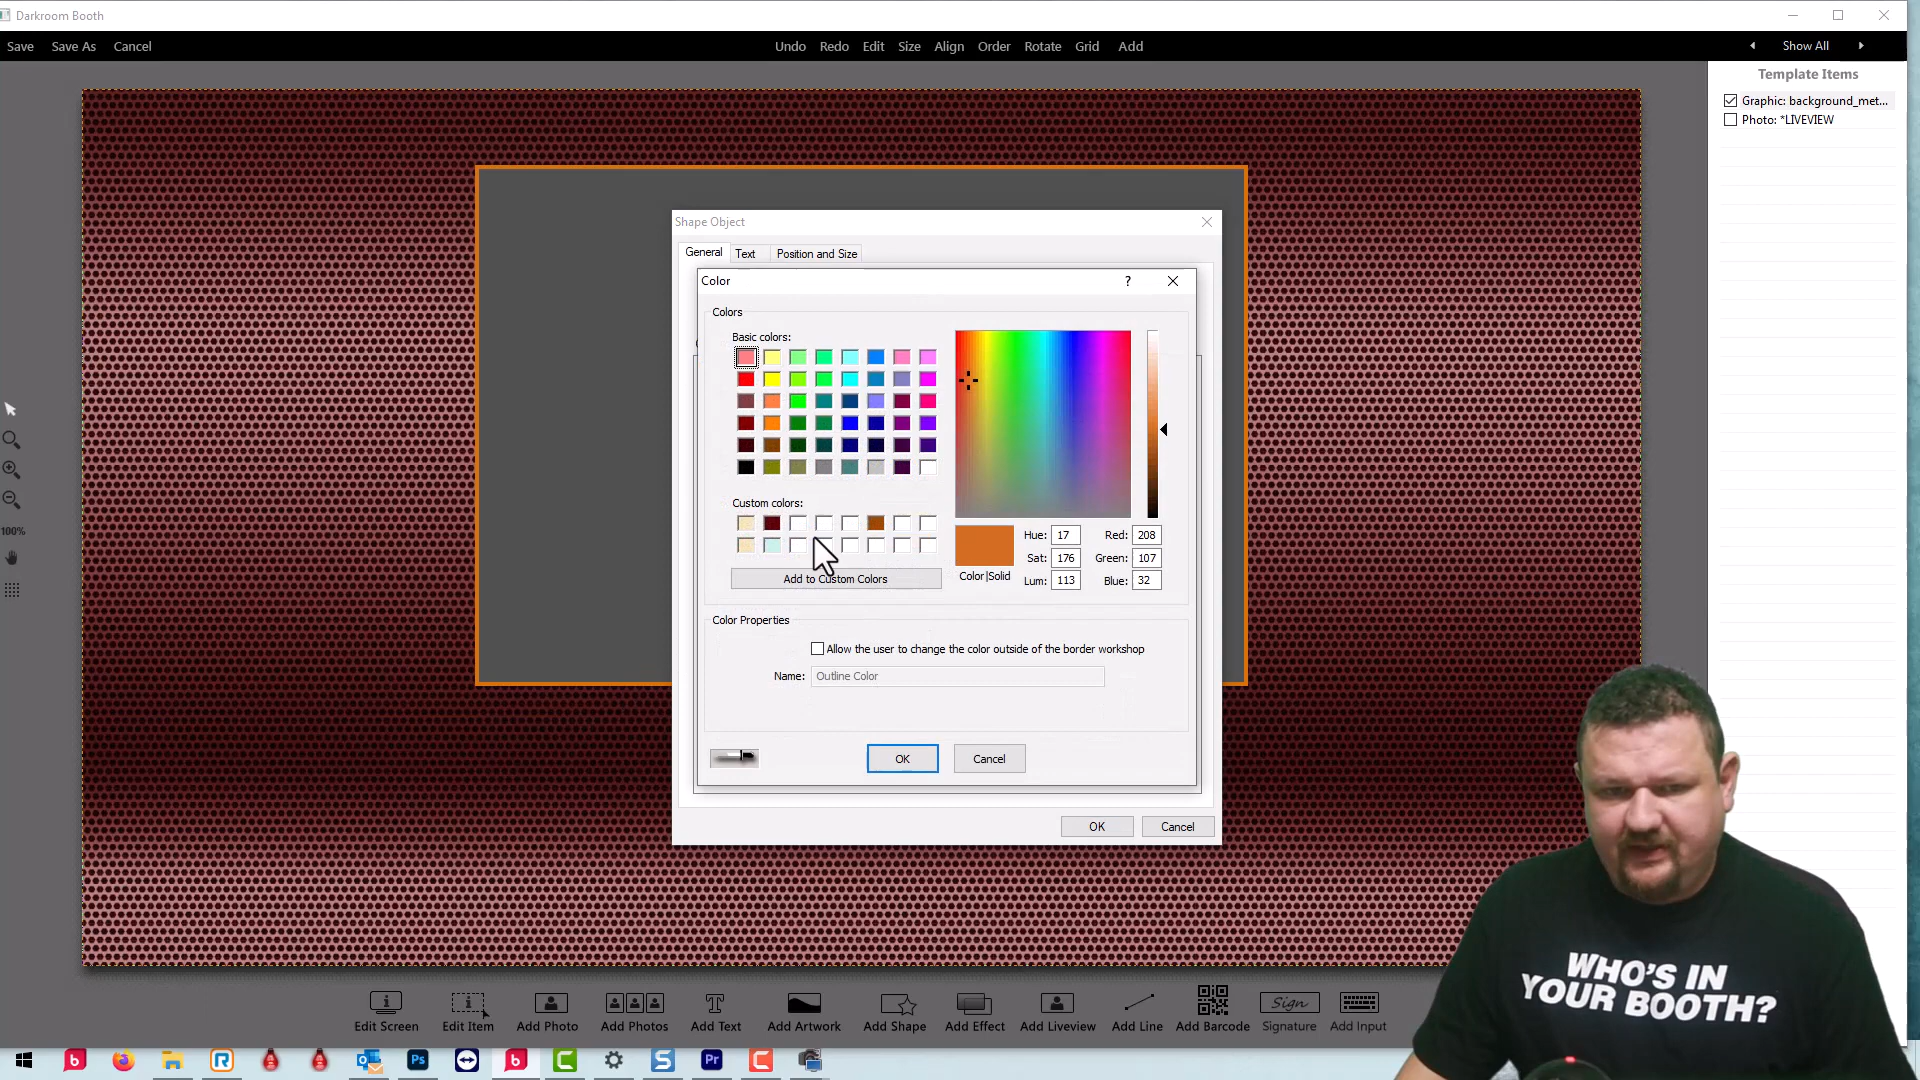 Darkroom Booth
Save Save As Cancel Undo Redo Edit Size Align Order Rotate Grid Add Show All
Template Items
Graphic: background_met...
Photo: *LIVEVIEW
Shape Object
General Text Position and Size
Color ?
Colors
Basic colors:
Custom colors:
Hue: 17 Red: 208
Sat: 176 Green: 107
Color|Solid Lum: 113 Blue: 32
Add to Custom Colors
Color Properties
Allow the user to change the color outside of the border workshop
Name: Outline Color
OK Cancel
OK Cancel
100%
WHO'S IN
YOUR BOOTH?
Sign
Edit Screen Edit Item Add Photo Add Photos Add Text Add Artwork Add Shape Add Effect Add Liveview Add Line Add Barcode Signature Add Input
b R Ps b C S Pr C